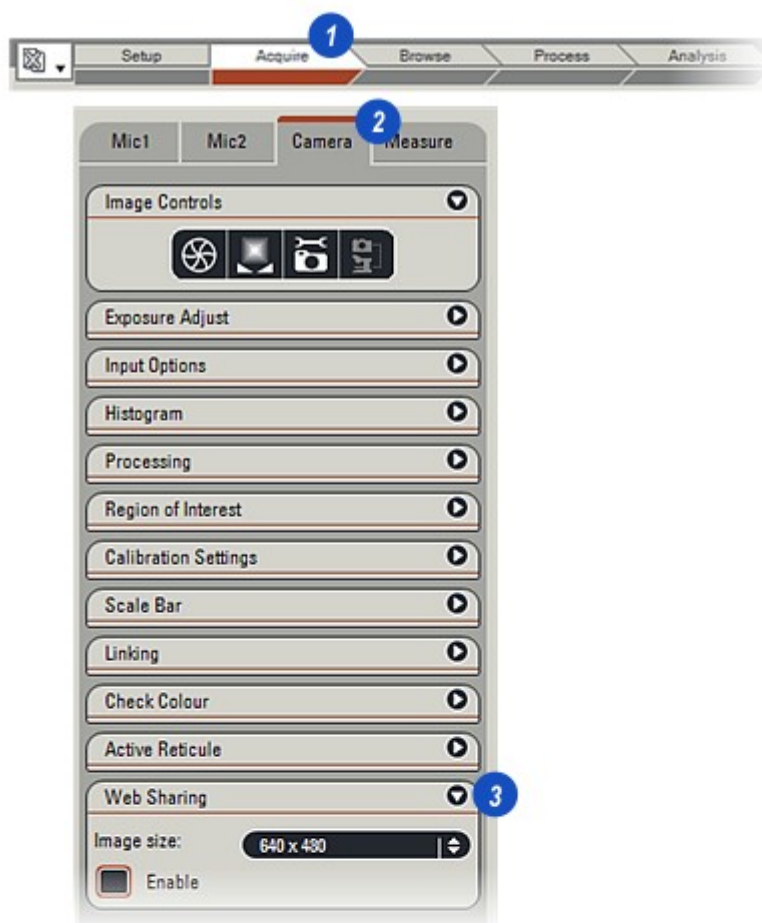 1
Setup Acquire Browse Process Analysis
2
Mic1 Mic2 Camera Measure
Image Controls
Exposure Adjust
Input Options
Histogram
Processing
Region of Interest
Calibration Settings
Scale Bar
Linking
Check Colour
Active Reticule
Web Sharing 3
Image size: 640 x 480
Enable